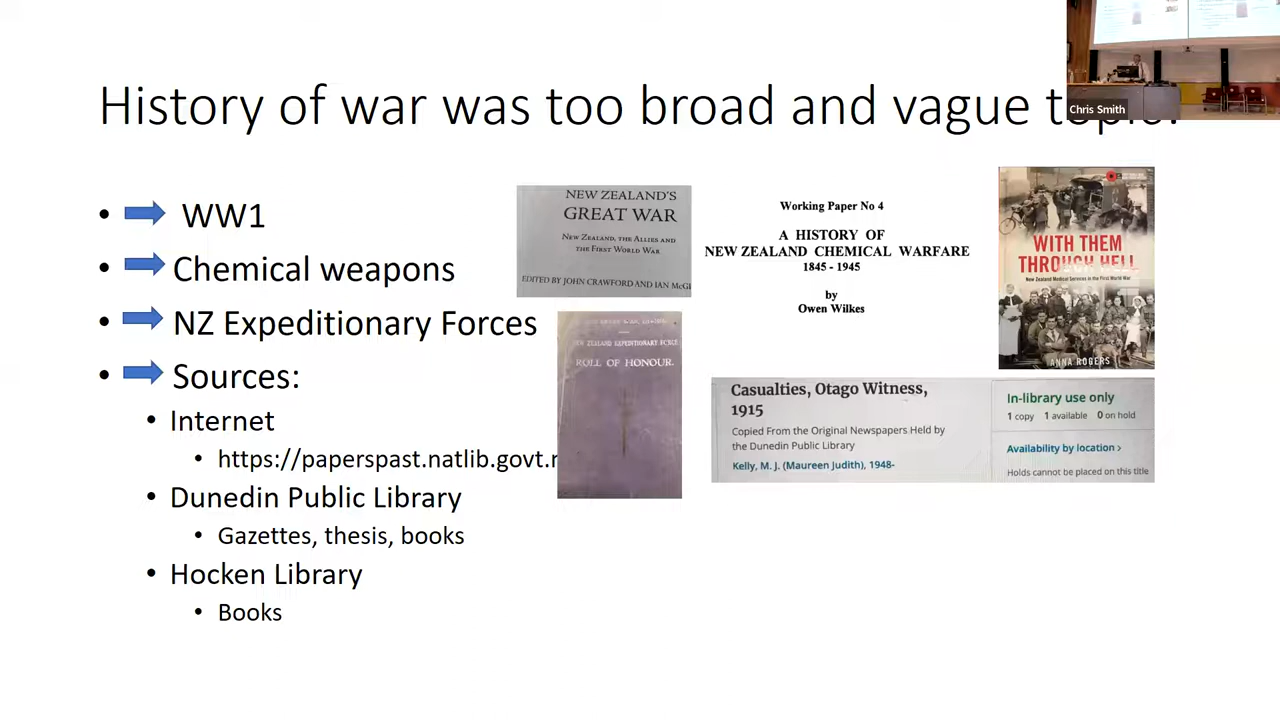 History of war was too broad and vague topic.
Chris Smith
WW1
Chemical weapons
NZ Expeditionary Forces
Sources:
Internet
https://paperspast.natlib.govt.n
Dunedin Public Library
Gazettes, thesis, books
Hocken Library
Books
NEW ZEALAND'S
GREAT WAR
NEW ZEALAND, THE ALLIES AND
THE FIRST WORLD WAR
EDITED BY JOHN CRAWFORD AND IAN McG
NEW ZEALAND EXPEDITIONARY FORCE
ROLL OF HONOUR.
Working Paper No 4
A HISTORY OF
NEW ZEALAND CHEMICAL WARFARE
1845 - 1945
by
Owen Wilkes
WITH THEM
THROUGH HELL
New Zealand Medical Services in the First World War
ANNA ROGERS
Casualties, Otago Witness,
1915
Copied From the Original Newspapers Held by
the Dunedin Public Library
Kelly, M. J. (Maureen Judith), 1948-
In-library use only
1 copy 1 available 0 on hold
Availability by location >
Holds cannot be placed on this title